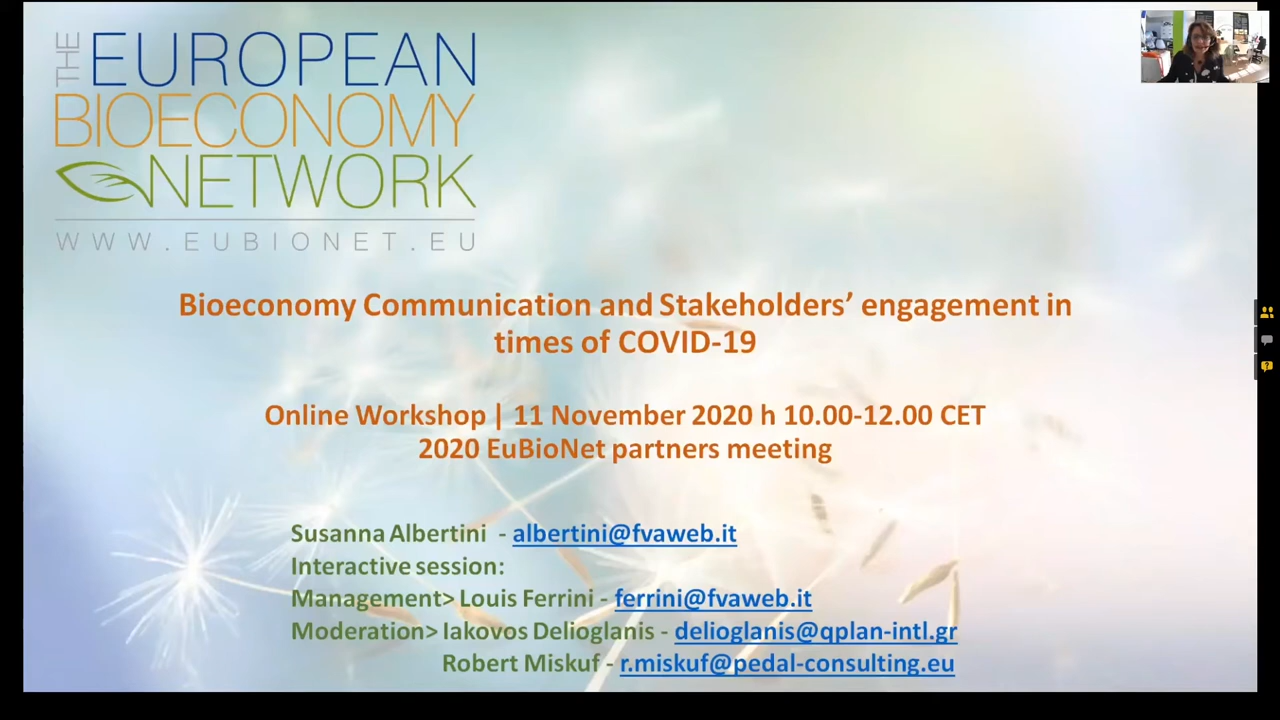 THE EUROPEAN
BIOECONOMY
NETWORK
WWW.EUBIONET.EU
Bioeconomy Communication and Stakeholders’ engagement in
times of COVID-19
Online Workshop | 11 November 2020 h 10.00-12.00 CET
2020 EuBioNet partners meeting
Susanna Albertini - albertini@fvaweb.it
Interactive session:
Management> Louis Ferrini - ferrini@fvaweb.it
Moderation> Iakovos Delioglanis - delioglanis@qplan-intl.gr
Robert Miskuf - r.miskuf@pedal-consulting.eu